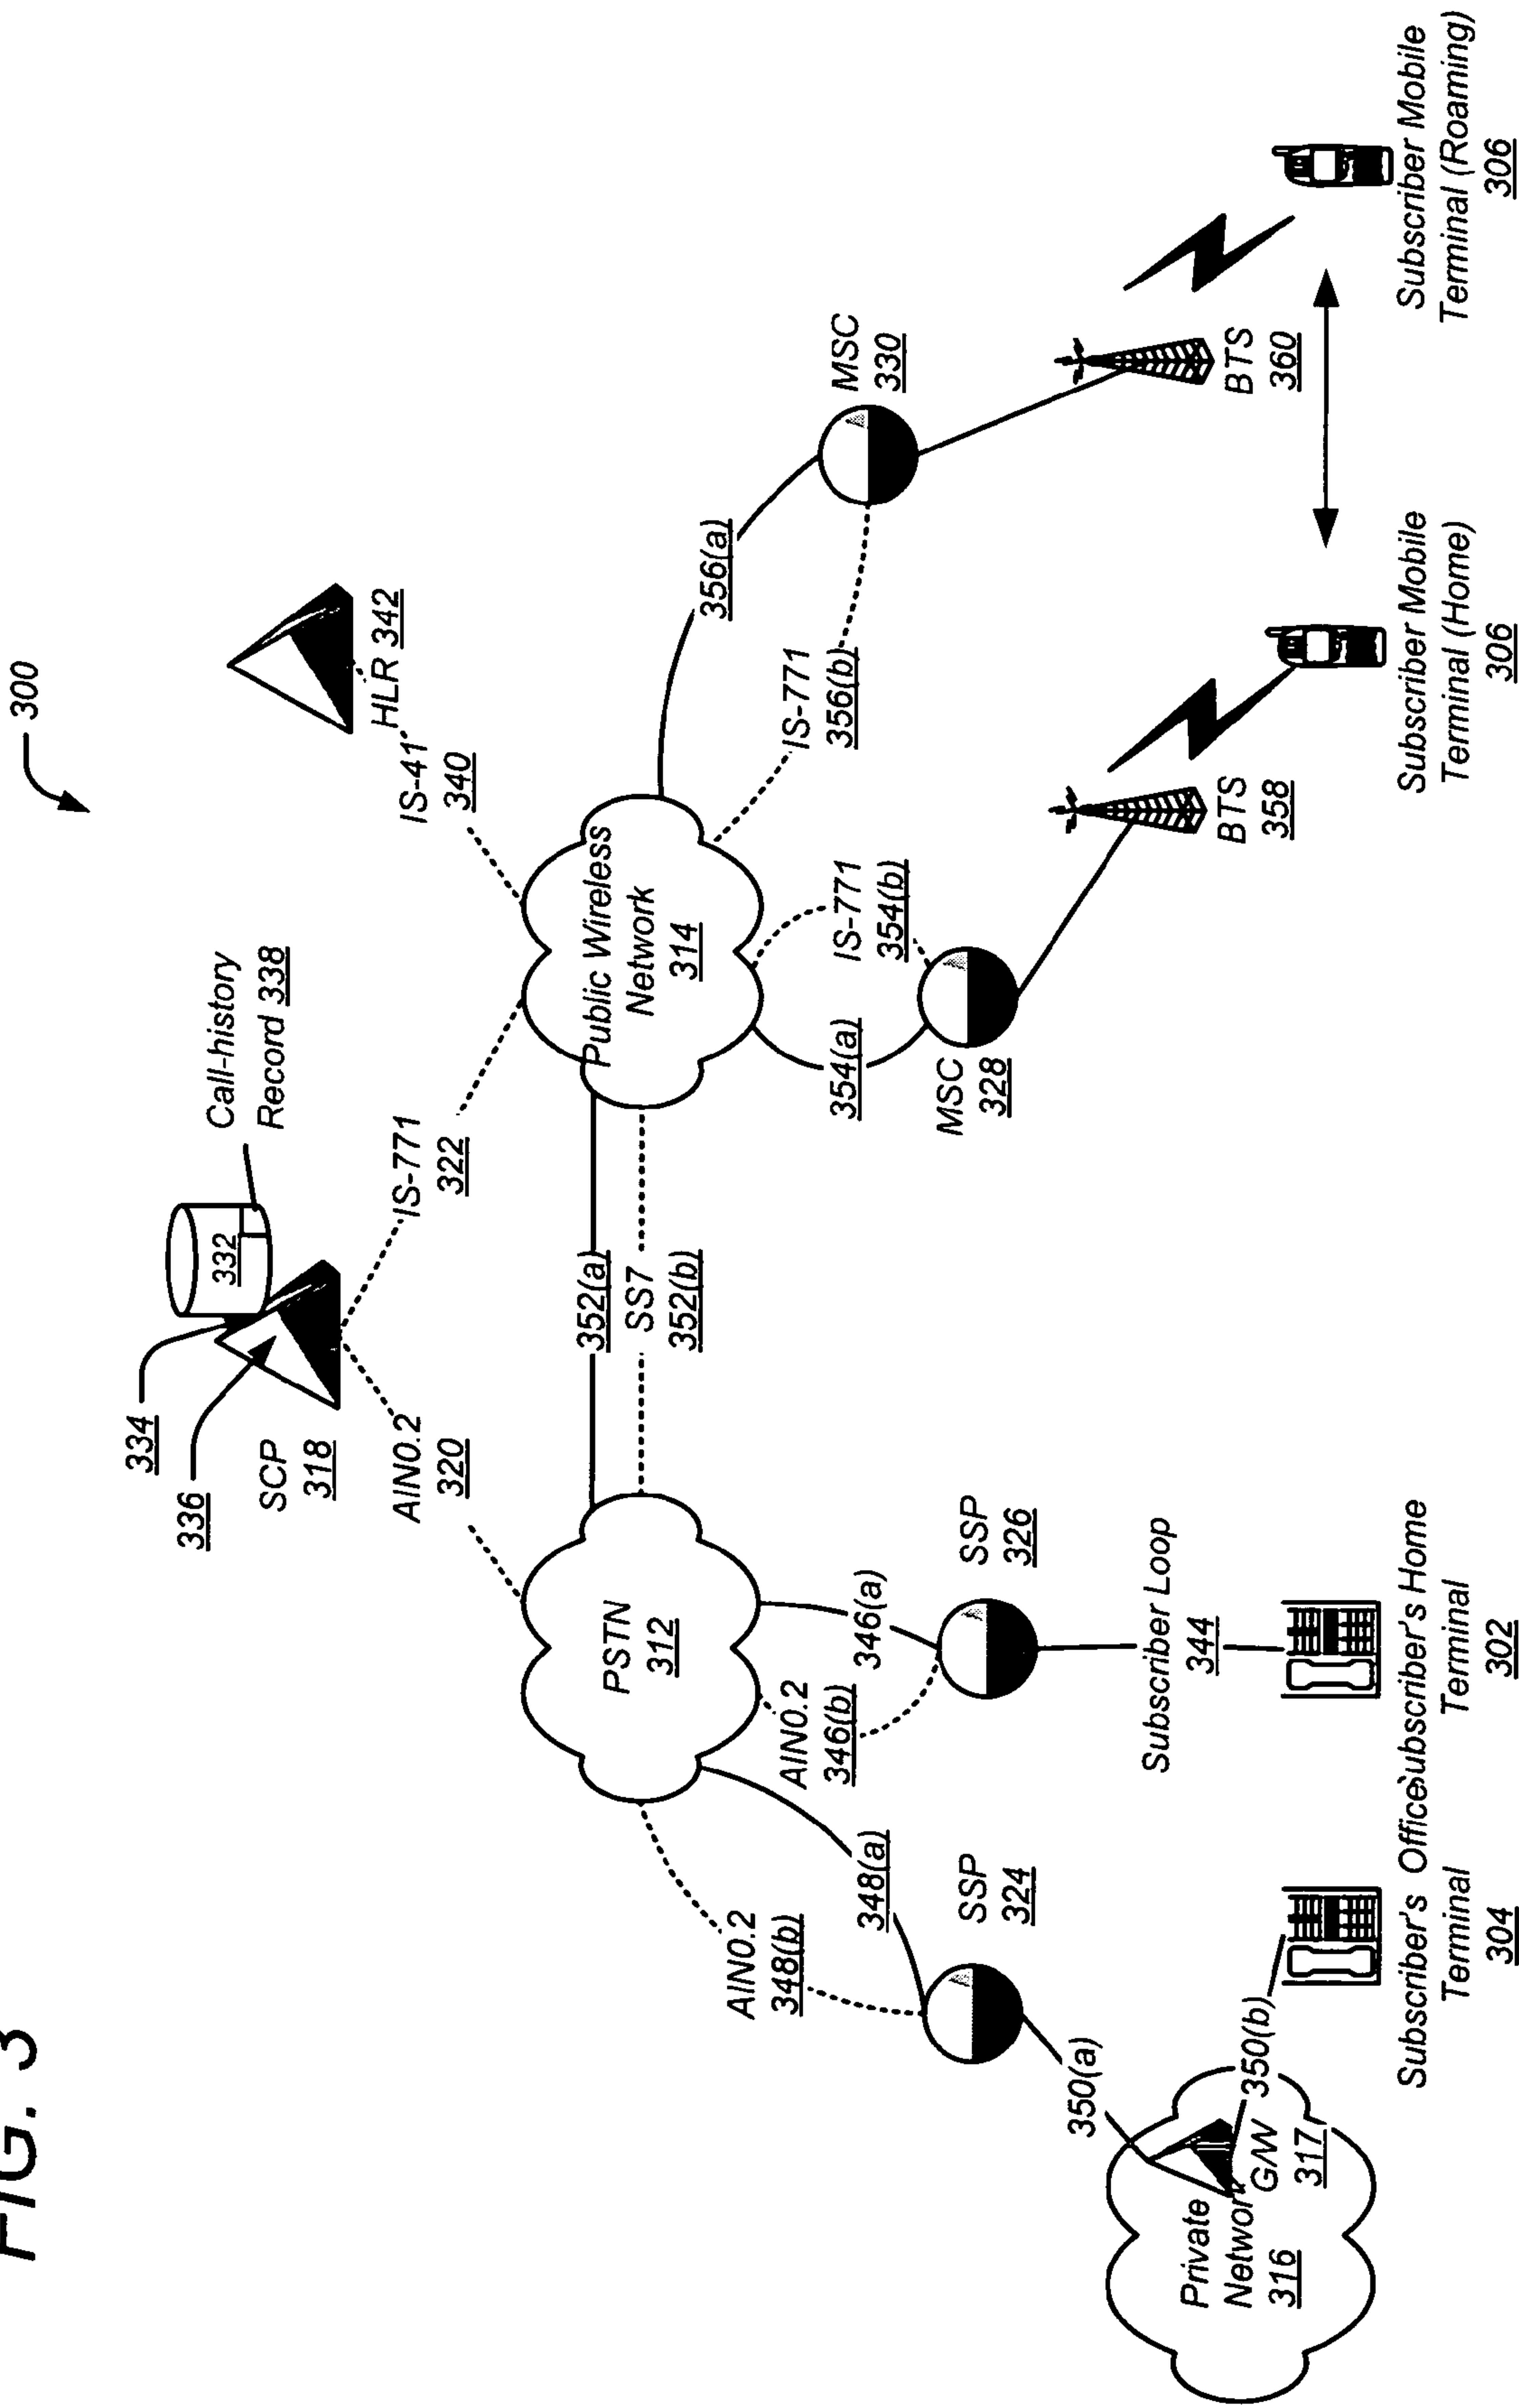 FIG. 3
300
334
336
332
Call-history
Record 338
SCP
318
AIN0.2
320
IS-771
322
HLR 342
IS-41
340
PSTN
312
352(a)
SS7
352(b)
Public Wireless
Network
314
356(a)
IS-771
356(b)
MSC
330
AIN0.2
348(b)
348(a)
AIN0.2
346(b)
346(a)
354(a)
IS-771
354(b)
SSP
324
SSP
326
MSC
328
350(a)
Subscriber Loop
344
BTS
358
BTS
360
Private
Network
316
G/W
317
350(b)
Subscriber's Office
Terminal
304
Subscriber's Home
Terminal
302
Subscriber Mobile
Terminal (Home)
306
Subscriber Mobile
Terminal (Roaming)
306